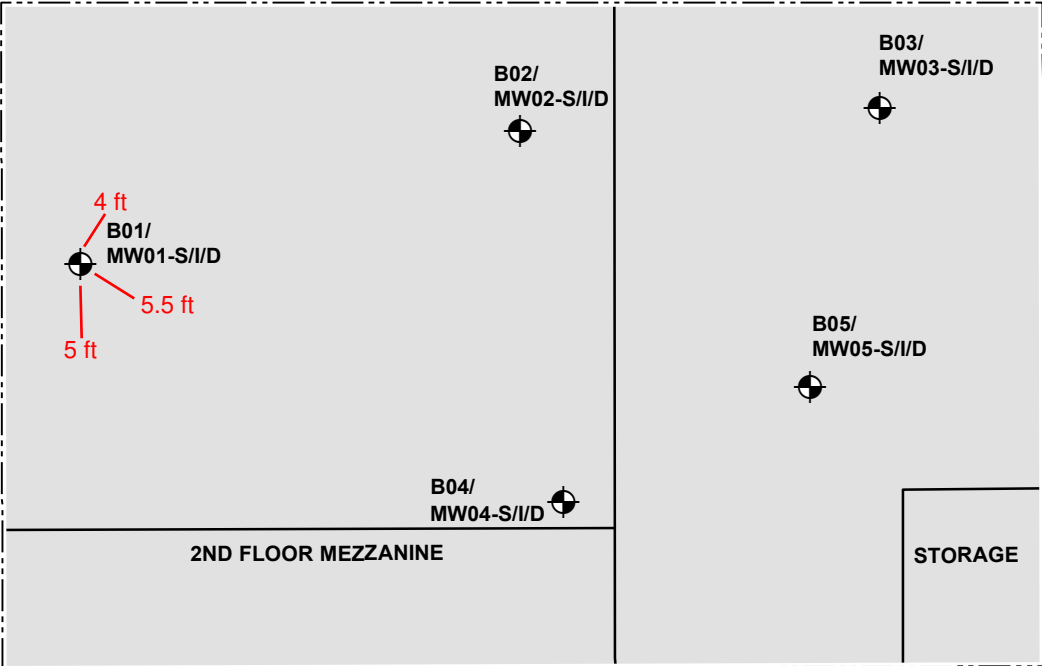 B03/
MW03-S/I/D
B02/
MW02-S/I/D
4 ft
B01/
MW01-S/I/D
5.5 ft
5 ft
B05/
MW05-S/I/D
B04/
MW04-S/I/D
2ND FLOOR MEZZANINE
STORAGE